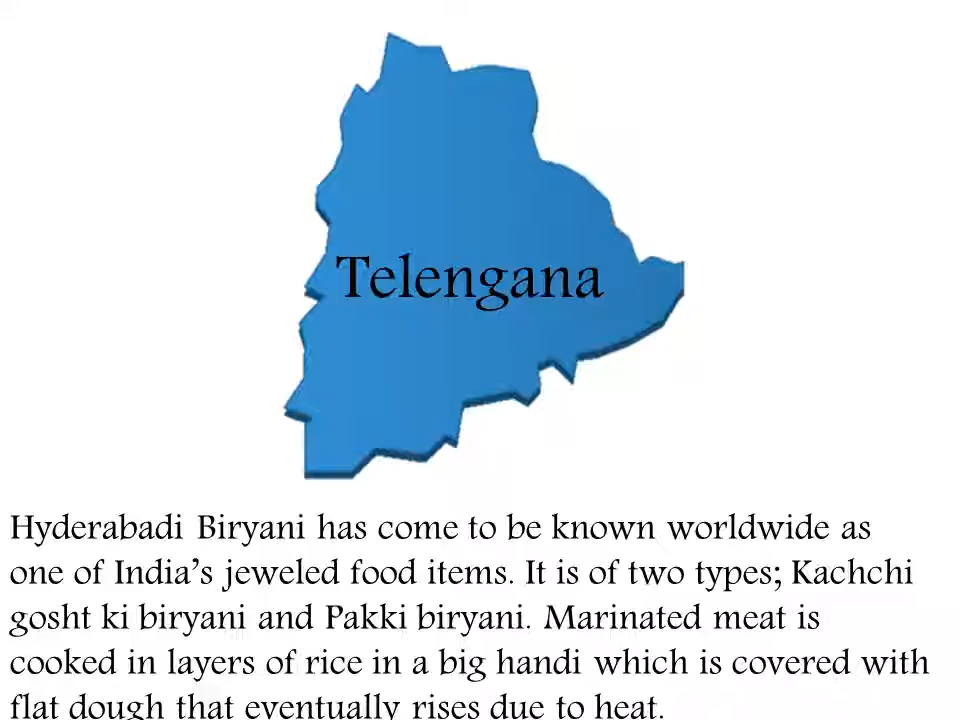 Telengana
Hyderabadi Biryani has come to be known worldwide as
one of India’s jeweled food items. It is of two types; Kachchi
gosht ki biryani and Pakki biryani. Marinated meat is
cooked in layers of rice in a big handi which is covered with
flat dough that eventually rises due to heat.